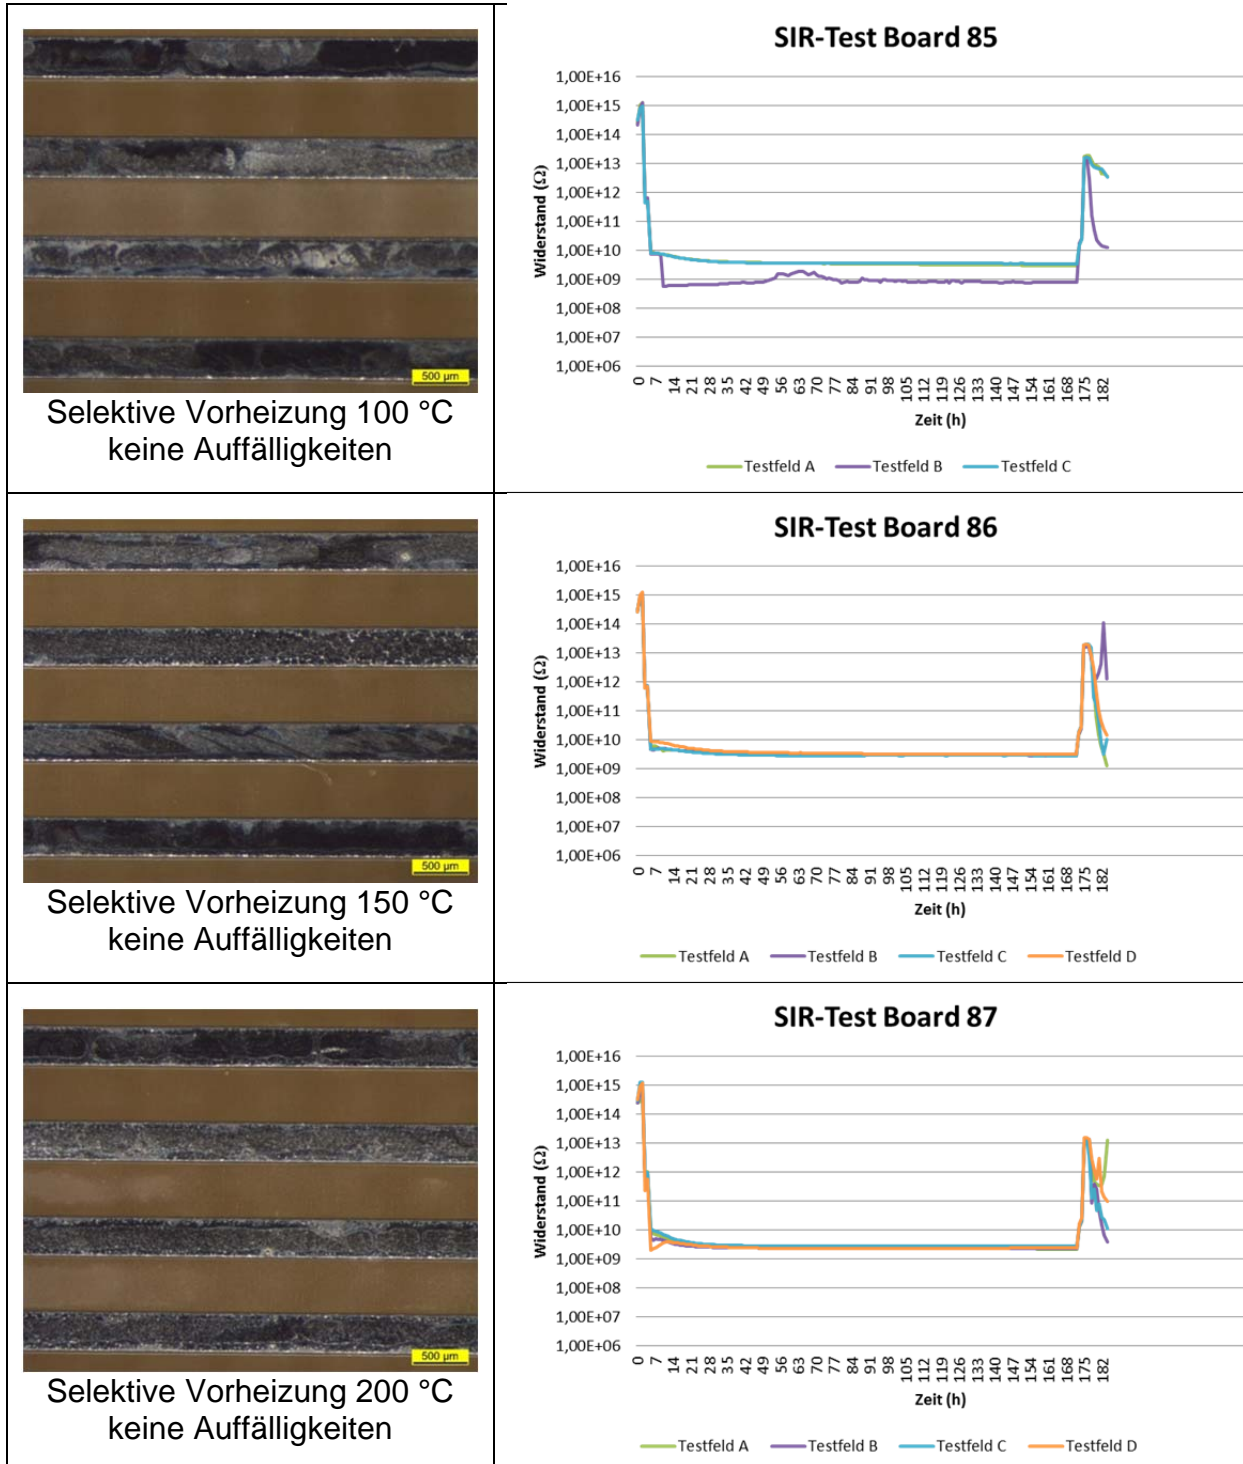 500 µm
Selektive Vorheizung 100 °C
keine Auffälligkeiten
SIR-Test Board 85
Widerstand (Ω)
1,00E+16
1,00E+15
1,00E+14
1,00E+13
1,00E+12
1,00E+11
1,00E+10
1,00E+09
1,00E+08
1,00E+07
1,00E+06
0 7 14 21 28 35 42 49 56 63 70 77 84 91 98 105 112 119 126 133 140 147 154 161 168 175 182
Zeit (h)
Testfeld A Testfeld B Testfeld C
500 µm
Selektive Vorheizung 150 °C
keine Auffälligkeiten
SIR-Test Board 86
Widerstand (Ω)
1,00E+16
1,00E+15
1,00E+14
1,00E+13
1,00E+12
1,00E+11
1,00E+10
1,00E+09
1,00E+08
1,00E+07
1,00E+06
0 7 14 21 28 35 42 49 56 63 70 77 84 91 98 105 112 119 126 133 140 147 154 161 168 175 182
Zeit (h)
Testfeld A Testfeld B Testfeld C Testfeld D
500 µm
Selektive Vorheizung 200 °C
keine Auffälligkeiten
SIR-Test Board 87
Widerstand (Ω)
1,00E+16
1,00E+15
1,00E+14
1,00E+13
1,00E+12
1,00E+11
1,00E+10
1,00E+09
1,00E+08
1,00E+07
1,00E+06
0 7 14 21 28 35 42 49 56 63 70 77 84 91 98 105 112 119 126 133 140 147 154 161 168 175 182
Zeit (h)
Testfeld A Testfeld B Testfeld C Testfeld D